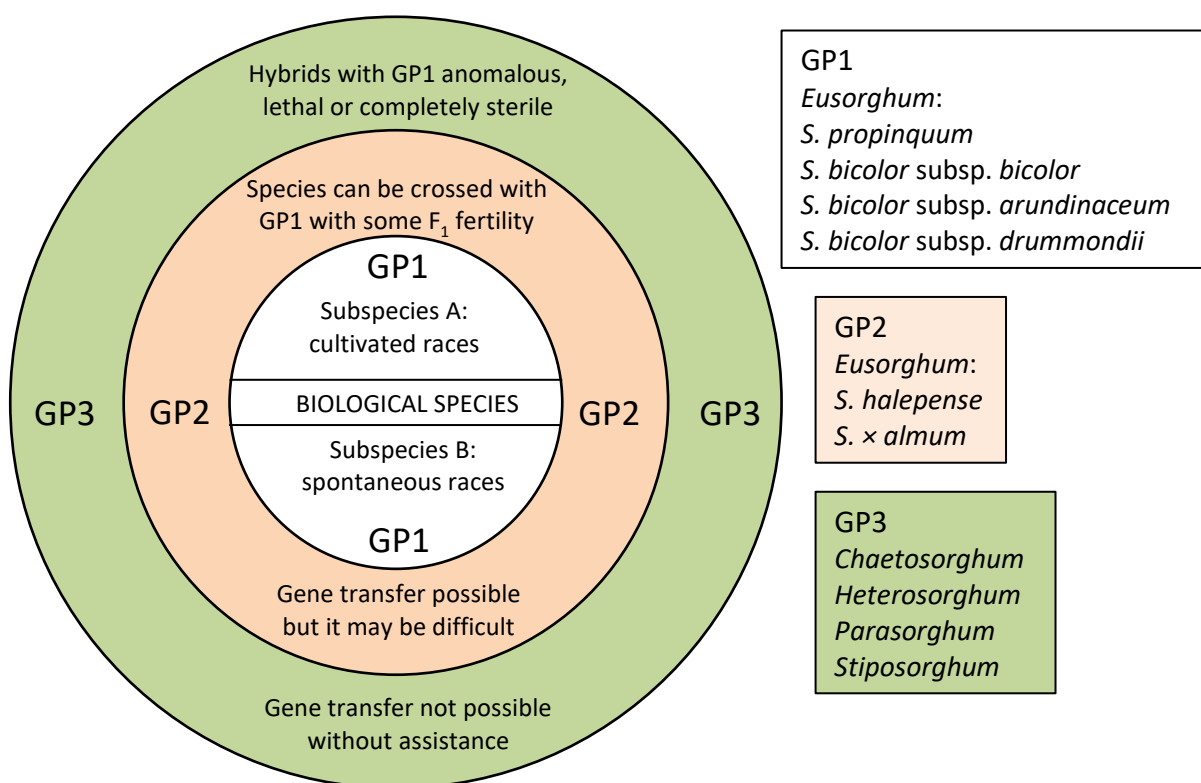 Hybrids with GP1 anomalous,
lethal or completely sterile
Species can be crossed with
GP1 with some F₁ fertility
GP1
Subspecies A:
cultivated races
GP3
GP2
BIOLOGICAL SPECIES
GP2
GP3
Subspecies B:
spontaneous races
GP1
Gene transfer possible
but it may be difficult
Gene transfer not possible
without assistance
GP1
Eusorghum:
S. propinquum
S. bicolor subsp. bicolor
S. bicolor subsp. arundinaceum
S. bicolor subsp. drummondii
GP2
Eusorghum:
S. halepense
S. × almum
GP3
Chaetosorghum
Heterosorghum
Parasorghum
Stiposorghum